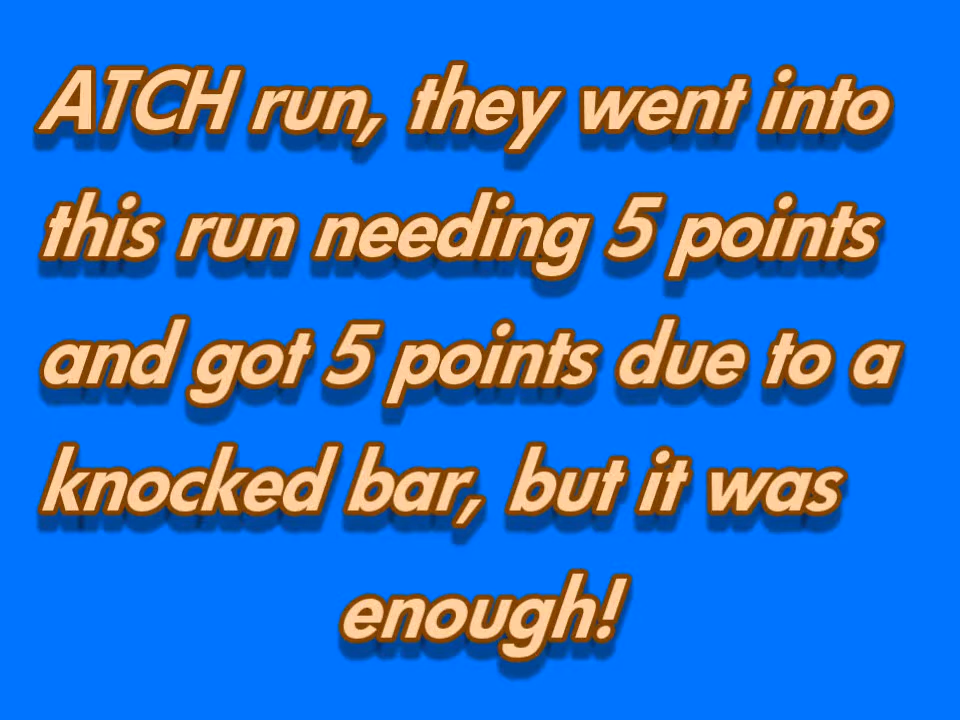 ATCH run, they went into
this run needing 5 points
and got 5 points due to a
knocked bar, but it was
enough!